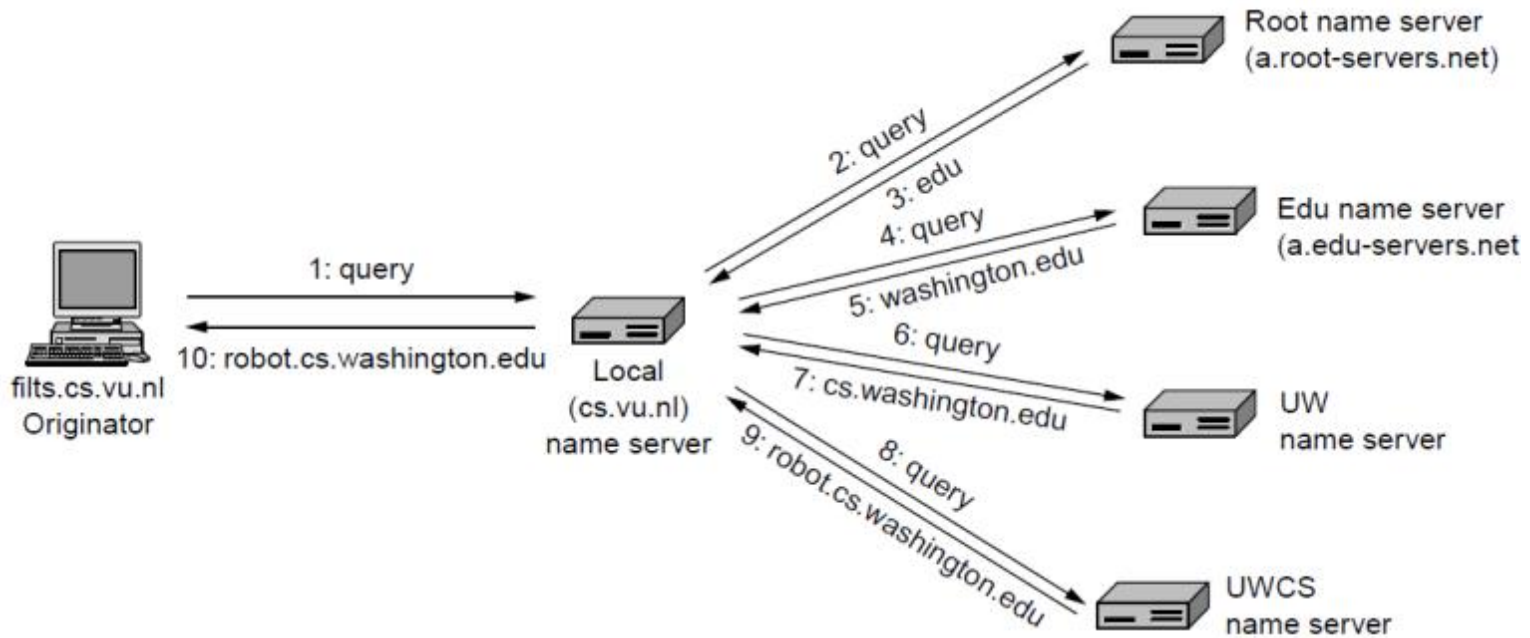 Root name server
(a.root-servers.net)
2: query
3: edu
Edu name server
(a.edu-servers.net
4: query
5: washington.edu
1: query
10: robot.cs.washington.edu
filts.cs.vu.nl
Originator
Local
(cs.vu.nl)
name server
6: query
7: cs.washington.edu
UW
name server
8: query
9: robot.cs.washington.edu
UWCS
name server